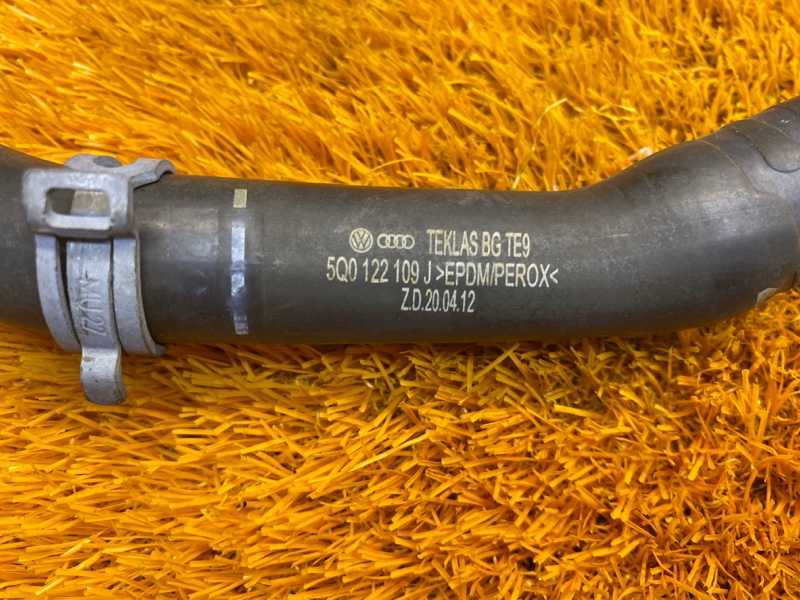 TEKLAS BG TE9
5Q0 122 109 J >EPDM/PEROX<
Z.D.20.04.12